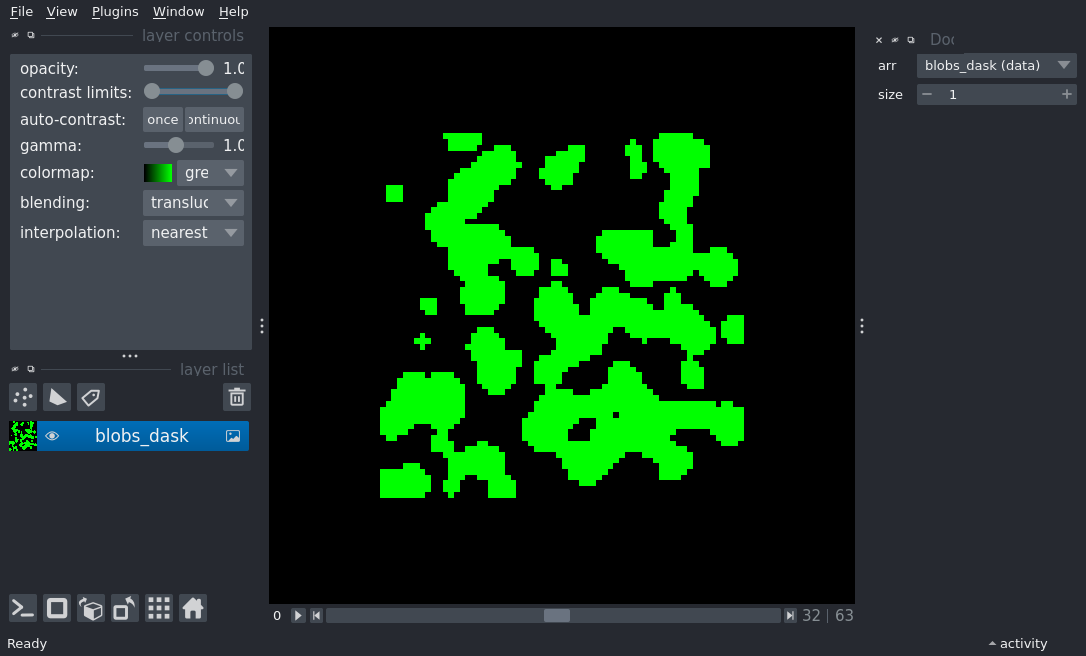 File View Plugins Window Help
layer controls
opacity: 1.0
contrast limits:
auto-contrast: once ontinuou
gamma: 1.0
colormap: gre
blending: transluc
interpolation: nearest
layer list
blobs_dask
0 32 | 63
Ready
Doc
arr blobs_dask (data)
size 1
activity